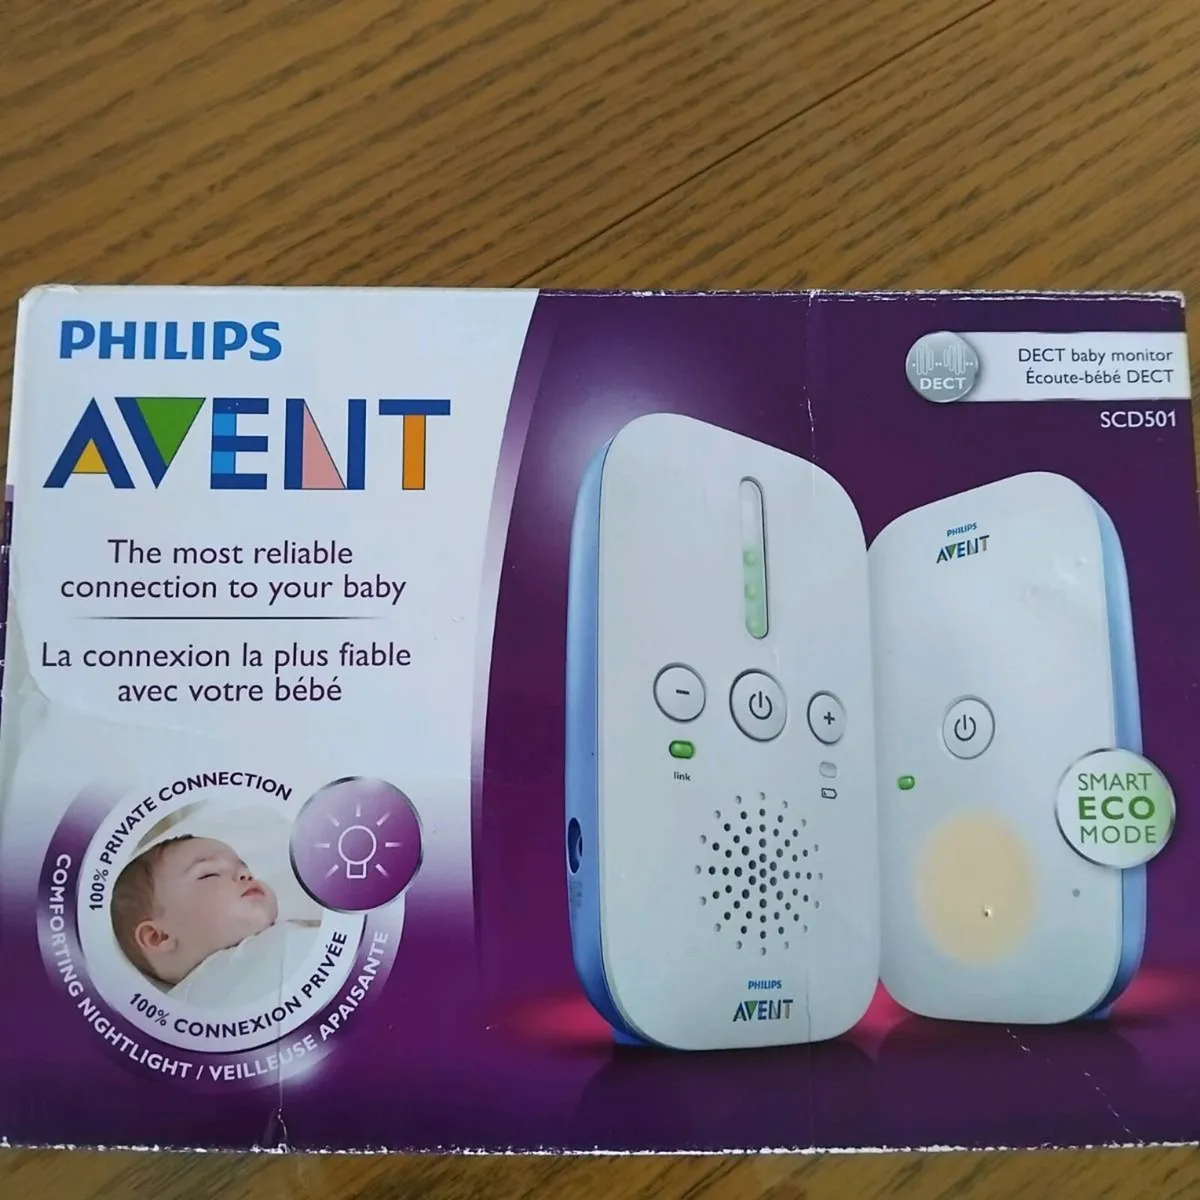 PHILIPS
AVENT
The most reliable
connection to your baby
La connexion la plus fiable
avec votre bébé
100% PRIVATE CONNECTION
100% CONNEXION PRIVÉE
COMFORTING NIGHTLIGHT / VEILLEUSE APAISANTE
DECT
DECT baby monitor
Écoute-bébé DECT
SCD501
link
PHILIPS
AVENT
PHILIPS
AVENT
SMART
ECO
MODE